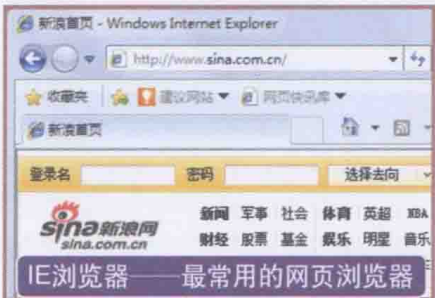 新浪首页 - Windows Internet Explorer
http://www.sina.com.cn/
收藏夹 建议网站 网页快讯库
新浪首页
登录名 密码 选择去向
sina新浪网 新闻 军事 社会 体育 英超 NBA
sina.com.cn 财经 股票 基金 娱乐 明星 音乐
IE浏览器——最常用的网页浏览器